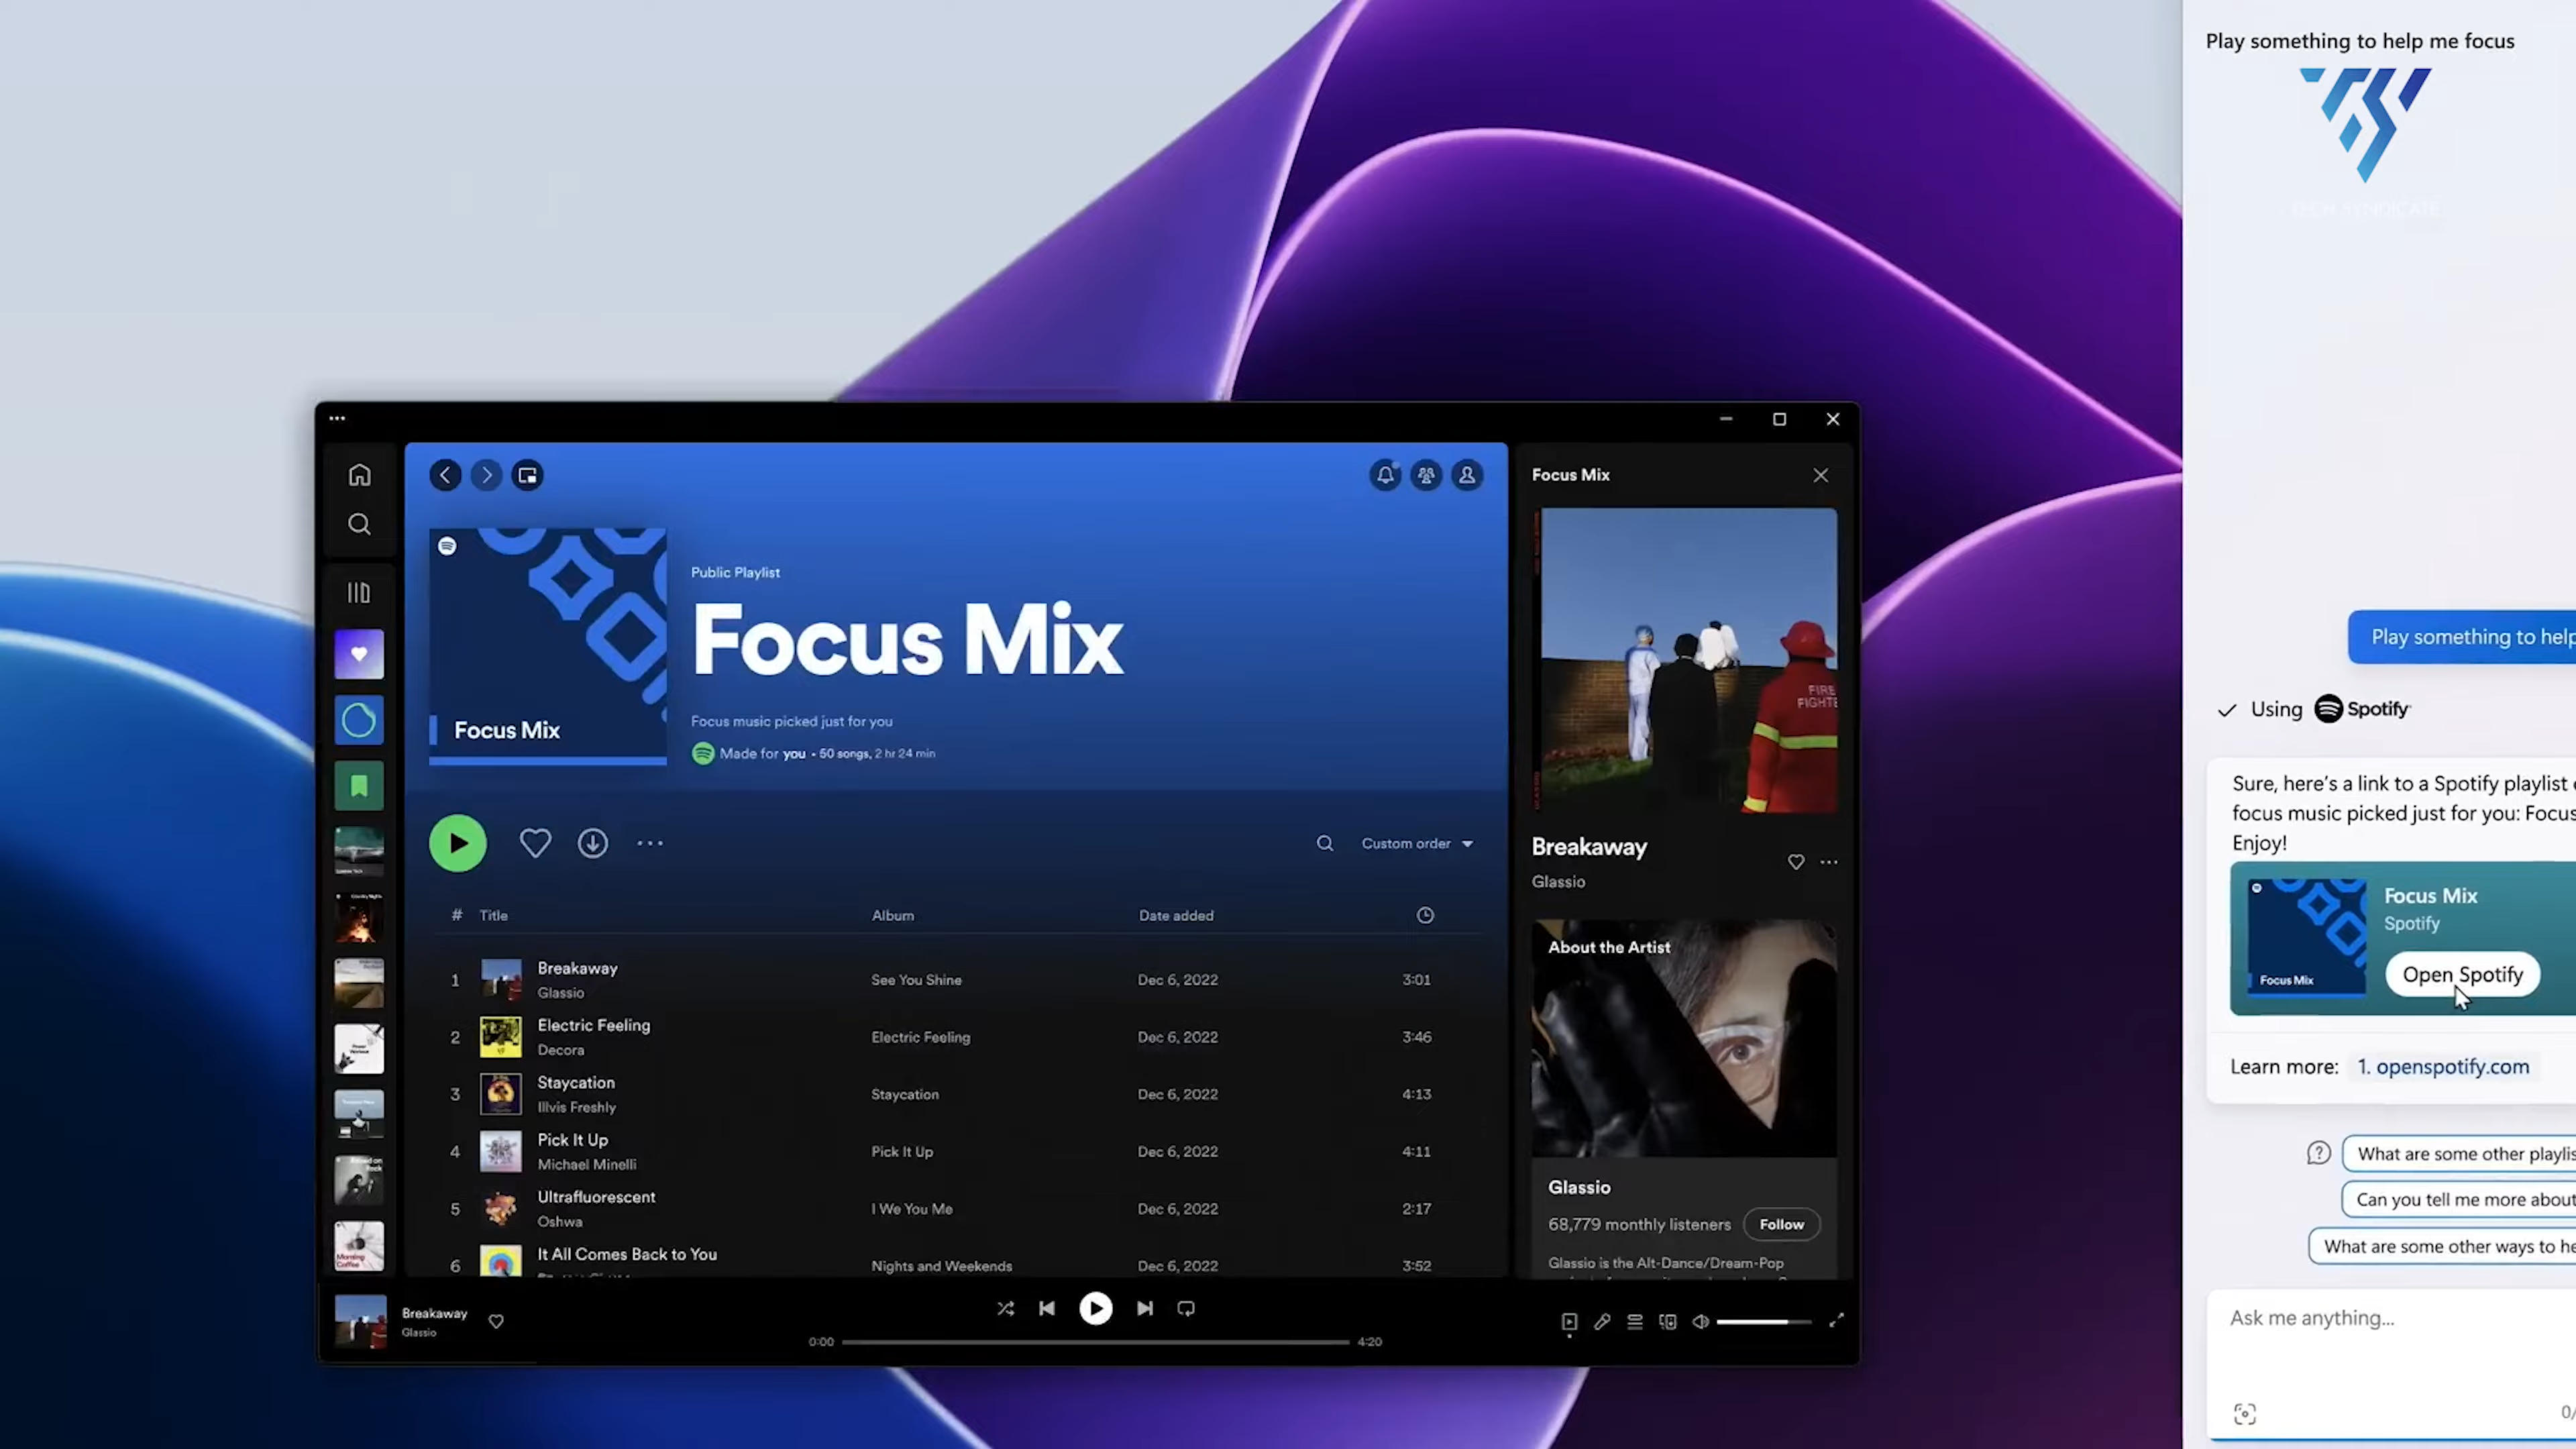 Play something to help me focus
TECH SYNDICATE
Focus Mix
Public Playlist
Focus Mix
Focus Mix
Focus music picked just for you
Made for you • 50 songs, 2 hr 24 min
Custom order
# Title Album Date added
1 Breakaway See You Shine Dec 6, 2022 3:01
Glassio
2 Electric Feeling Electric Feeling Dec 6, 2022 3:46
Decora
3 Staycation Staycation Dec 6, 2022 4:13
Illvis Freshly
4 Pick It Up Pick It Up Dec 6, 2022 4:11
Michael Minelli
5 Ultrafluorescent I We You Me Dec 6, 2022 2:17
Oshwa
6 It All Comes Back to You Nights and Weekends Dec 6, 2022 3:52
Morning
Coffee
FIRE
FIGHTE
Breakaway
Glassio
About the Artist
Glassio
68,779 monthly listeners Follow
Glassio is the Alt-Dance/Dream-Pop
Breakaway
Glassio
0:00 4:20
Play something to help
Using Spotify
Sure, here's a link to a Spotify playlist
focus music picked just for you: Focus
Enjoy!
Focus Mix
Spotify
Focus Mix
Open Spotify
Learn more: 1. openspotify.com
What are some other playlis
Can you tell me more about
What are some other ways to he
Ask me anything...
0/